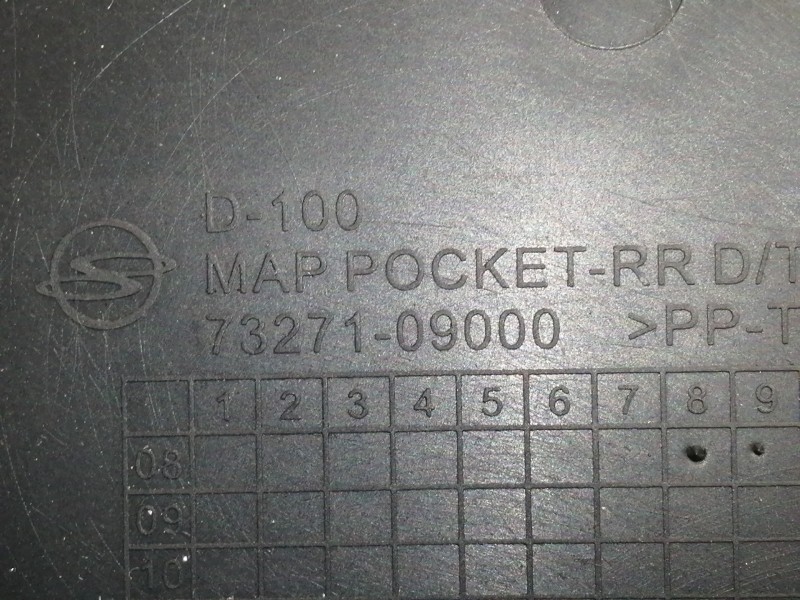 D-100
MAP POCKET-RR D/T
73271-09000 >PP-T
1 2 3 4 5 6 7 8 9
08
09
10